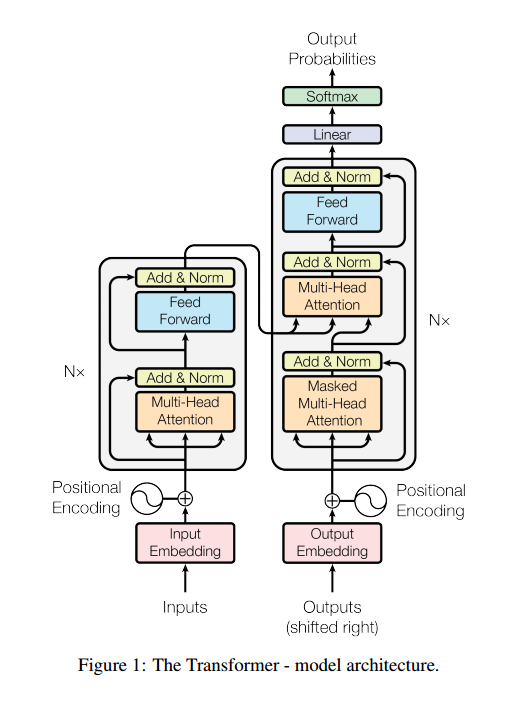 Output
Probabilities
Softmax
Linear
Add & Norm
Feed
Forward
Add & Norm
Multi-Head
Attention
Add & Norm
Masked
Multi-Head
Attention
N×
Add & Norm
Feed
Forward
Add & Norm
Multi-Head
Attention
N×
Positional
Encoding
Positional
Encoding
Input
Embedding
Output
Embedding
Inputs
Outputs
(shifted right)
Figure 1: The Transformer - model architecture.